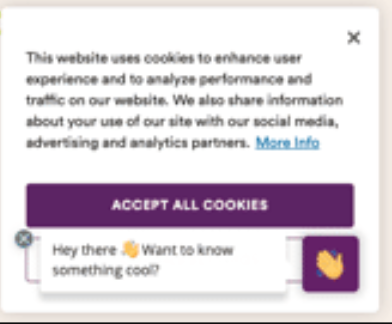 This website uses cookies to enhance user
experience and to analyze performance and
traffic on our website. We also share information
about your use of our site with our social media,
advertising and analytics partners. More Info
ACCEPT ALL COOKIES
Hey there 👋 Want to know
something cool?